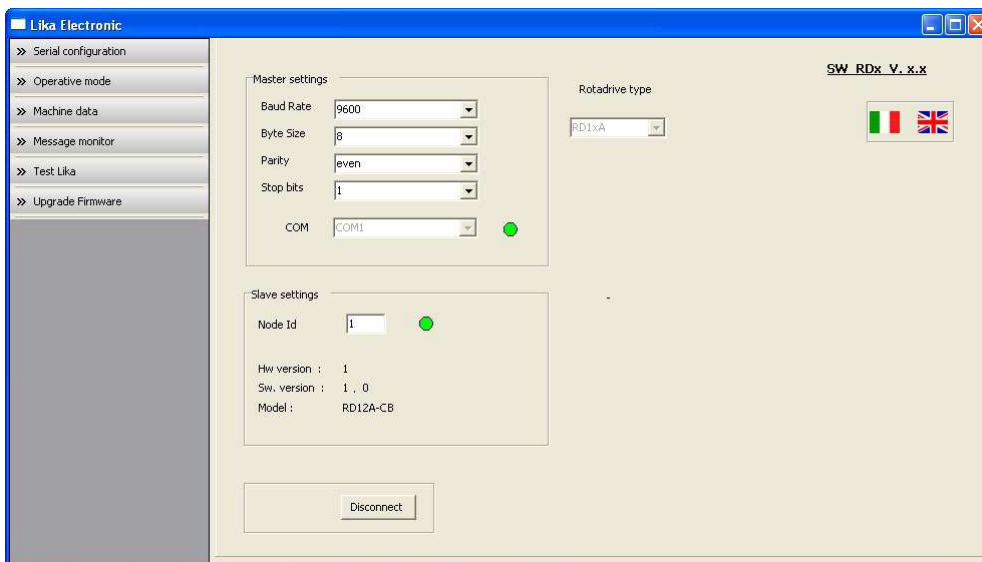 Lika Electronic
» Serial configuration
» Operative mode
» Machine data
» Message monitor
» Test Lika
» Upgrade Firmware
Master settings
Baud Rate 9600
Byte Size 8
Parity even
Stop bits 1
COM COM1
Rotadrive type
RD1xA
SW RDx V. x.x
Slave settings
Node Id 1
Hw version : 1
Sw. version : 1 . 0
Model : RD12A-CB
-
Disconnect